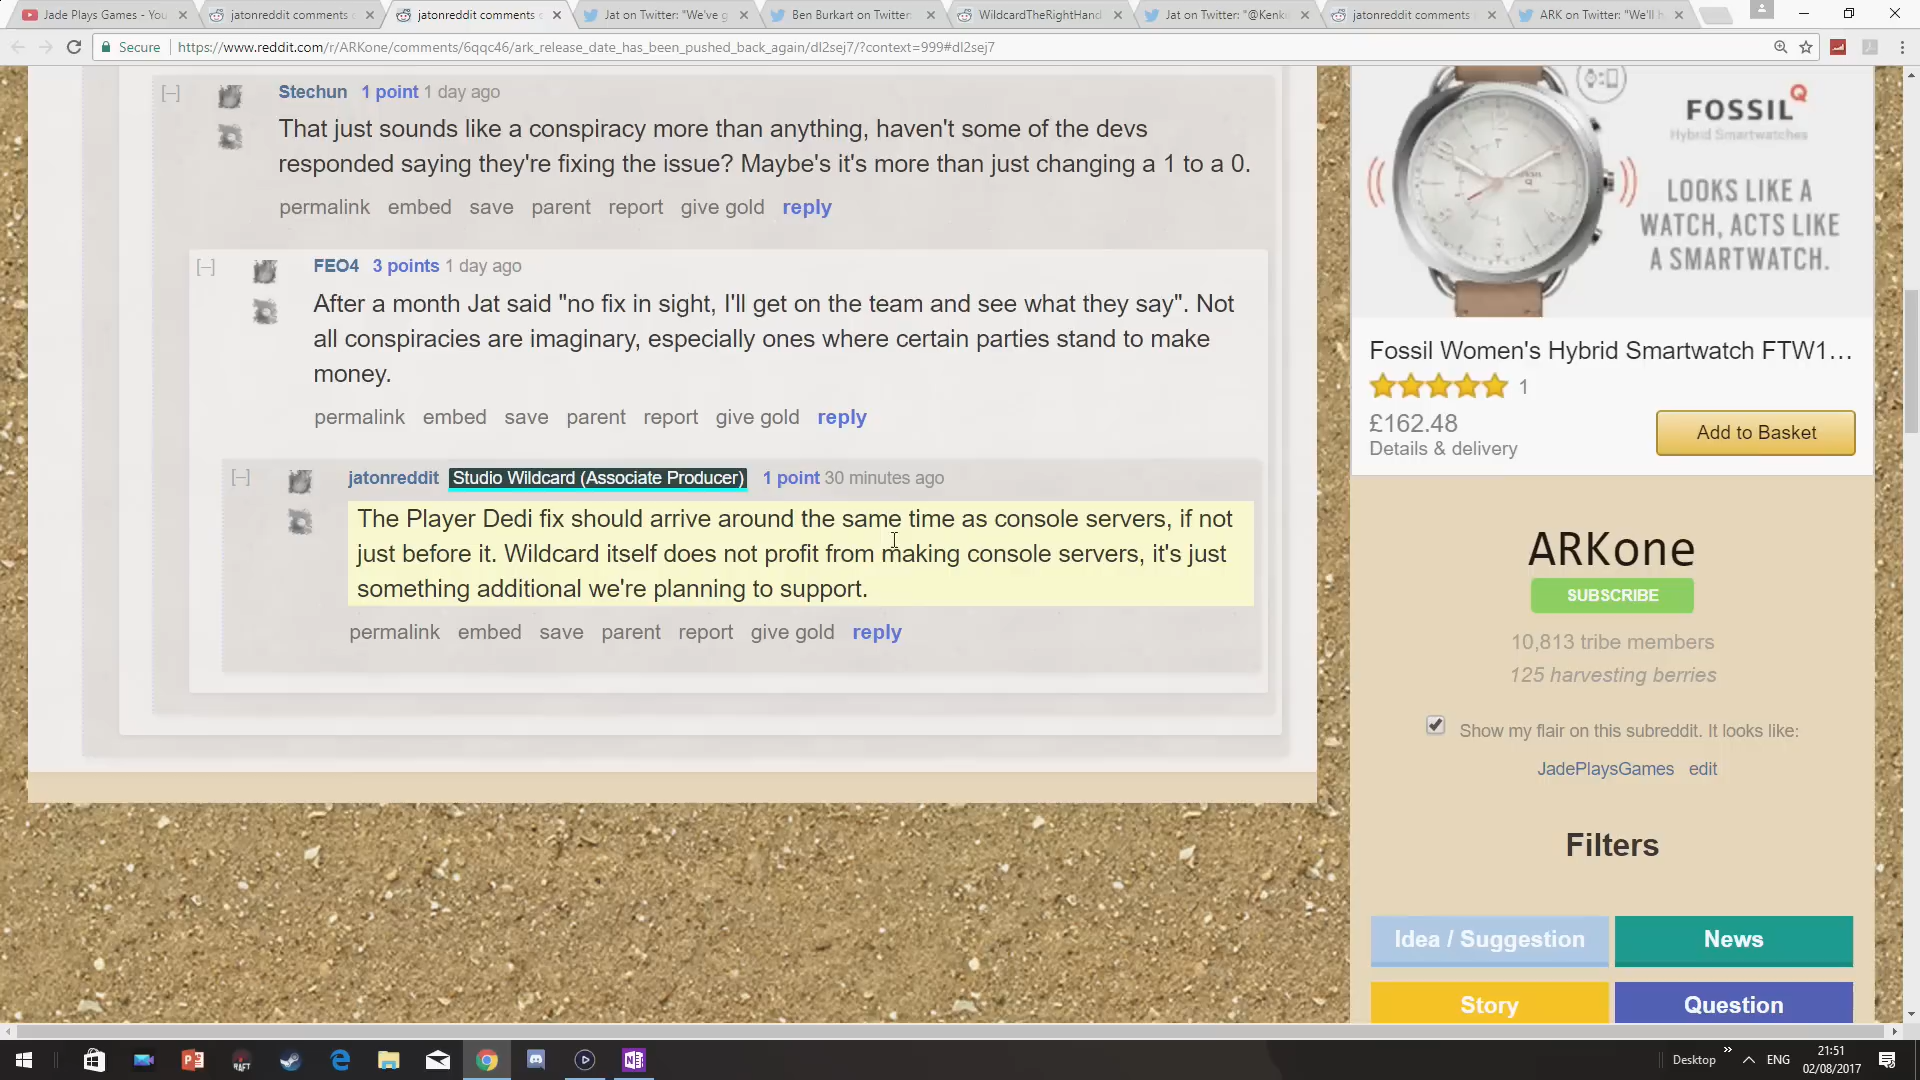 Jade Plays Games - You
jatonreddit comments
jatonreddit comments
Jat on Twitter: "We've g
Ben Burkart on Twitter:
WildcardTheRightHand
Jat on Twitter: "@Kenku
jatonreddit comments
ARK on Twitter: "We'll h
Secure https://www.reddit.com/r/ARKone/comments/6qqc46/ark_release_date_has_been_pushed_back_again/dl2sej7/?context=999#dl2sej7
[–] Stechun 1 point 1 day ago
That just sounds like a conspiracy more than anything, haven't some of the devs
responded saying they're fixing the issue? Maybe's it's more than just changing a 1 to a 0.
permalink embed save parent report give gold reply
[–] FEO4 3 points 1 day ago
After a month Jat said "no fix in sight, I'll get on the team and see what they say". Not
all conspiracies are imaginary, especially ones where certain parties stand to make
money.
permalink embed save parent report give gold reply
[–] jatonreddit Studio Wildcard (Associate Producer) 1 point 30 minutes ago
The Player Dedi fix should arrive around the same time as console servers, if not
just before it. Wildcard itself does not profit from making console servers, it's just
something additional we're planning to support.
permalink embed save parent report give gold reply
FOSSIL Q
Hybrid Smartwatches
LOOKS LIKE A
WATCH, ACTS LIKE
A SMARTWATCH.
Fossil Women's Hybrid Smartwatch FTW1...
1
£162.48
Details & delivery
Add to Basket
ARKone
SUBSCRIBE
10,813 tribe members
125 harvesting berries
Show my flair on this subreddit. It looks like:
JadePlaysGames edit
Filters
Idea / Suggestion
News
Story
Question
Desktop
ENG
21:51
02/08/2017